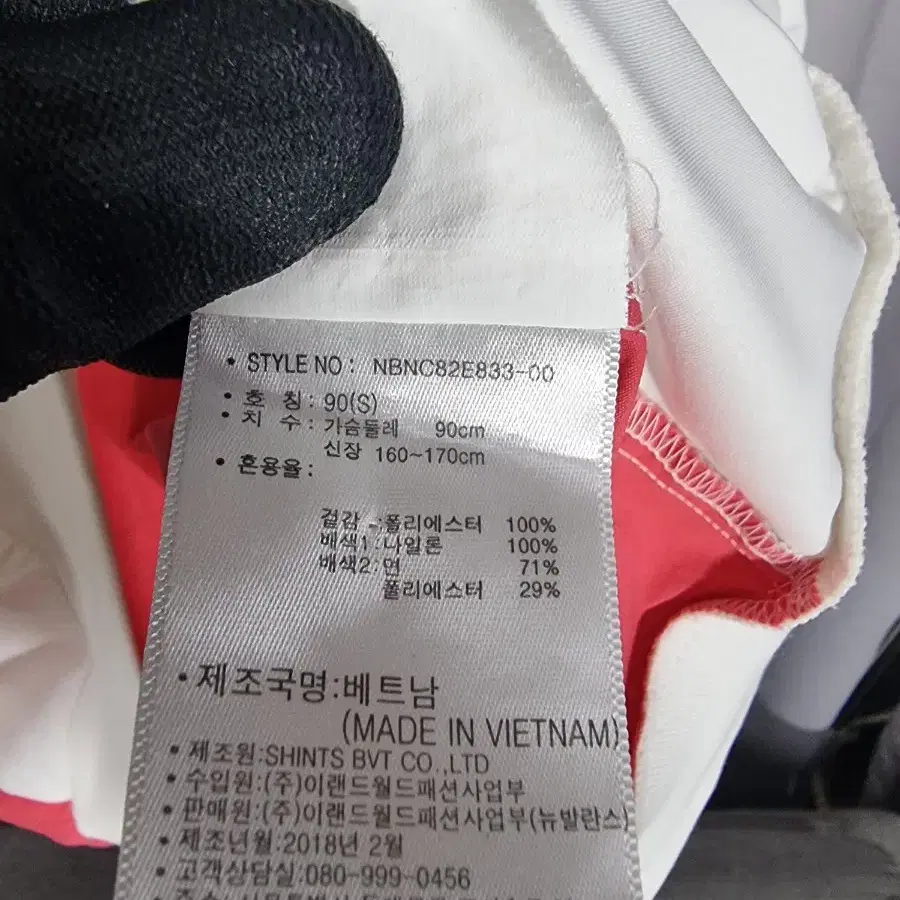 • STYLE NO : NBNC82E833-00
• 호 칭 : 90(S)
• 치 수 : 가슴둘레 90cm
신장 160~170cm
• 혼용율 :
겉감 -:폴리에스터 100%
배색1:나일론 100%
배색2:면 71%
폴리에스터 29%
• 제조국명:베트남
(MADE IN VIETNAM)
• 제조원:SHINTS BVT CO.,LTD
• 수입원:(주)이랜드월드패션사업부
• 판매원:(주)이랜드월드패션사업부(뉴발란스)
• 제조년월:2018년 2월
• 고객상담실:080-999-0456